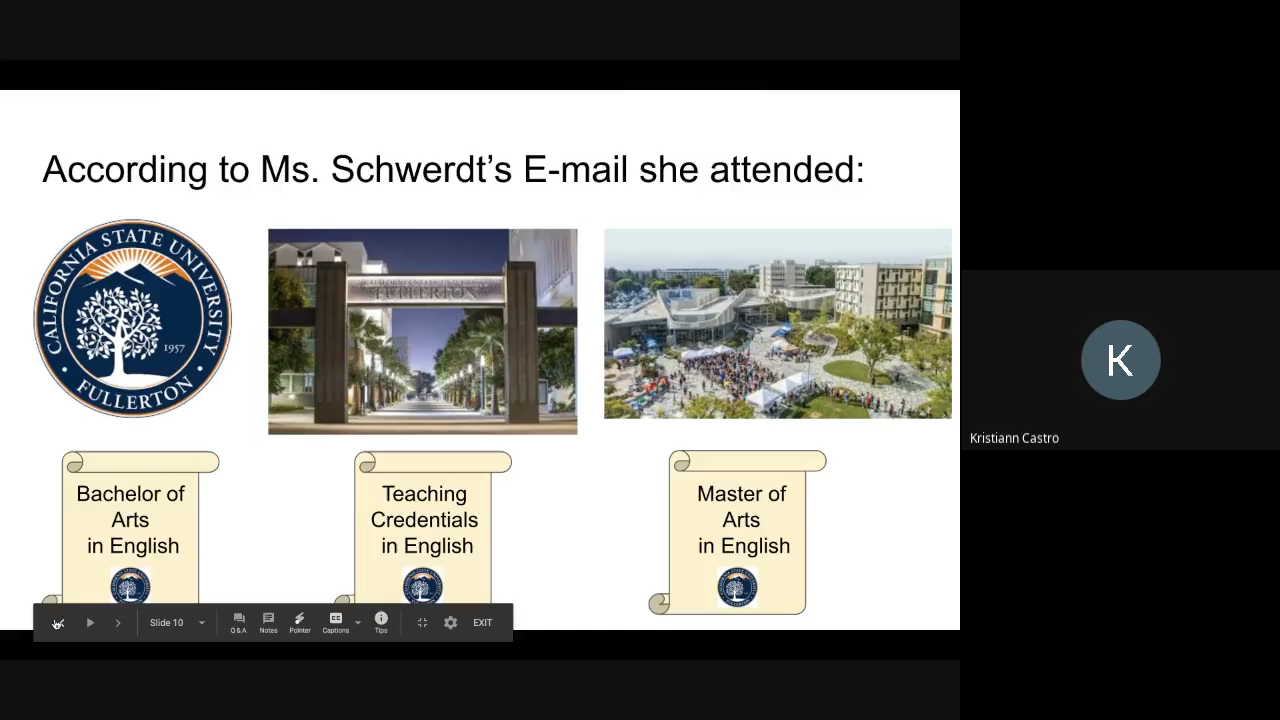 According to Ms. Schwerdt's E-mail she attended:
CALIFORNIA STATE UNIVERSITY
1957
FULLERTON
FULLERTON
Bachelor of
Arts
in English
Teaching
Credentials
in English
Master of
Arts
in English
Slide 10
Q&A
Notes
Pointer
Captions
Tips
EXIT
K
Kristiann Castro